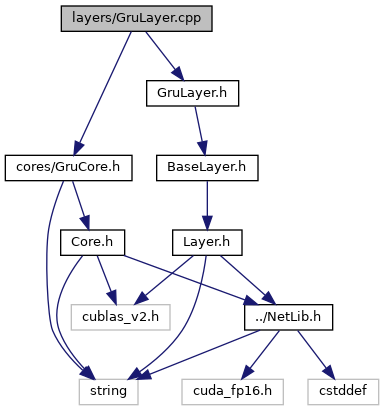 layers/GruLayer.cpp
GruLayer.h
cores/GruCore.h
BaseLayer.h
Core.h
Layer.h
cublas_v2.h
../NetLib.h
string
cuda_fp16.h
cstddef